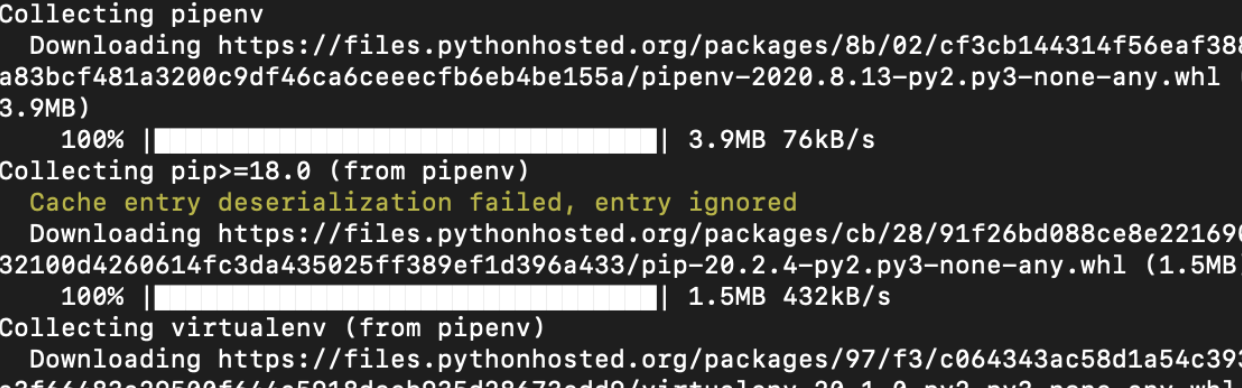 Collecting pipenv
Downloading https://files.pythonhosted.org/packages/8b/02/cf3cb144314f56eaf388
a83bcf481a3200c9df46ca6ceeecfb6eb4be155a/pipenv-2020.8.13-py2.py3-none-any.whl (
3.9MB)
100% |████████████████████████████████| 3.9MB 76kB/s
Collecting pip>=18.0 (from pipenv)
Cache entry deserialization failed, entry ignored
Downloading https://files.pythonhosted.org/packages/cb/28/91f26bd088ce8e221690
32100d4260614fc3da435025ff389ef1d396a433/pip-20.2.4-py2.py3-none-any.whl (1.5MB)
100% |████████████████████████████████| 1.5MB 432kB/s
Collecting virtualenv (from pipenv)
Downloading https://files.pythonhosted.org/packages/97/f3/c064343ac58d1a54c393